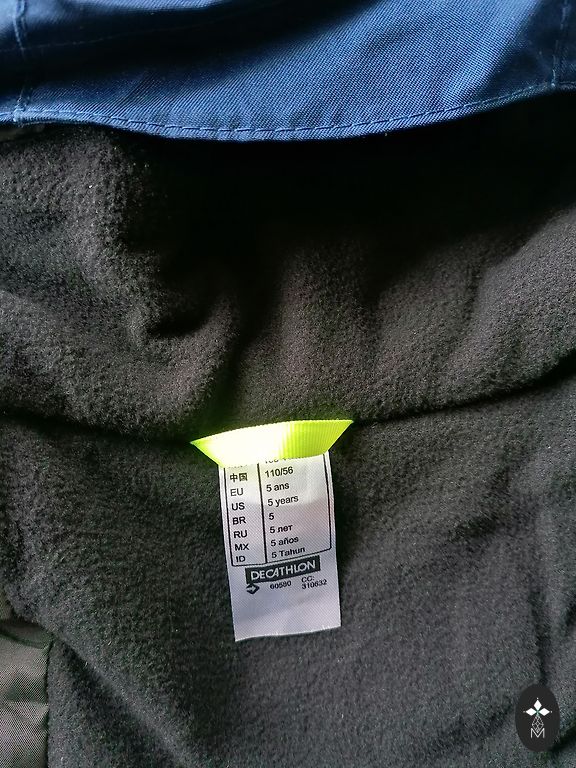 中国 110/56
EU 5 ans
US 5 years
BR 5
RU 5 лет
MX 5 años
ID 5 Tahun
DECATHLON
60580 CC:
310632
M